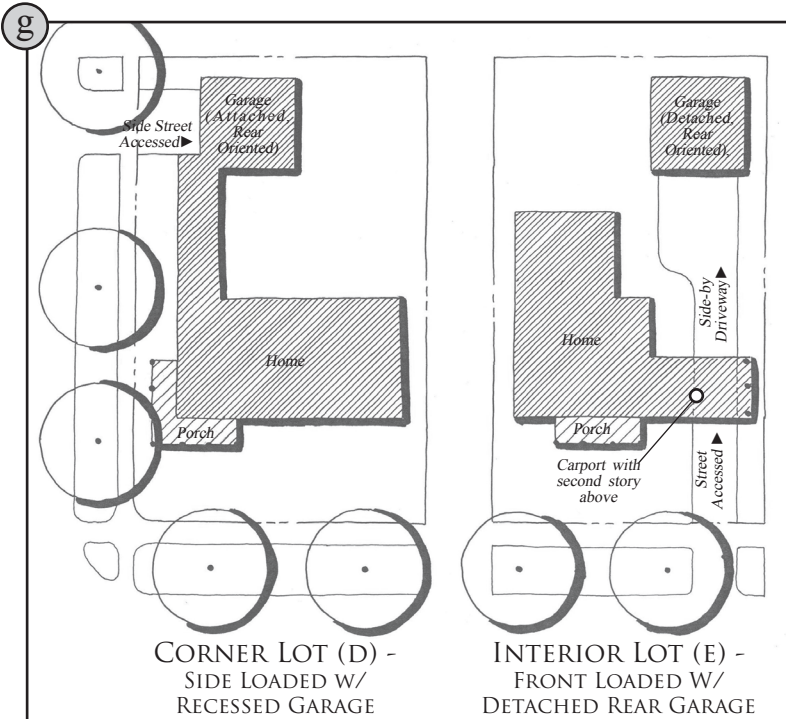 g
Garage
(Attached,
Rear
Oriented)
Side Street
Accessed▶
Home
Porch
CORNER LOT (D) -
SIDE LOADED W/
RECESSED GARAGE
Garage
(Detached,
Rear
Oriented),
Side-by
Driveway▶
Home
Porch
Carport with
second story
above
Street
Accessed▶
INTERIOR LOT (E) -
FRONT LOADED W/
DETACHED REAR GARAGE